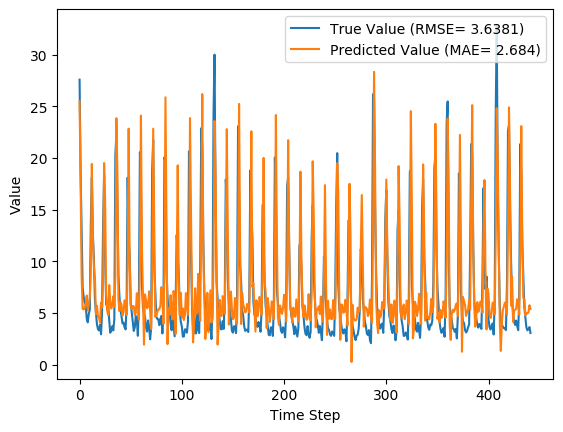 True Value (RMSE= 3.6381)
Predicted Value (MAE= 2.684)
30
25
20
15
10
5
0
Value
0 100 200 300 400
Time Step